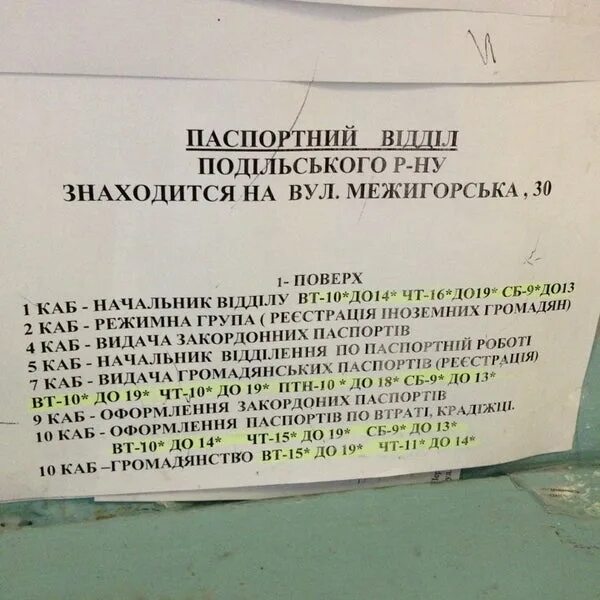 ПАСПОРТНИЙ ВІДДІЛ
ПОДІЛЬСЬКОГО Р-НУ
ЗНАХОДИТСЯ НА ВУЛ. МЕЖИГОРСЬКА , 30
1- ПОВЕРХ
1 КАБ - НАЧАЛЬНИК ВІДДІЛУ ВТ-10*ДО14* ЧТ-16*ДО19* СБ-9*ДО13
2 КАБ - РЕЖИМНА ГРУПА ( РЕЄСТРАЦІЯ ІНОЗЕМНИХ ГРОМАДЯН)
4 КАБ - ВИДАЧА ЗАКОРДОННИХ ПАСПОРТІВ
5 КАБ - НАЧАЛЬНИК ВІДДІЛЕННЯ ПО ПАСПОРТНІЙ РОБОТІ
7 КАБ - ВИДАЧА ГРОМАДЯНСЬКИХ ПАСПОРТІВ (РЕЄСТРАЦІЯ)
ВТ-10* ДО 19* ЧТ-10* ДО 19* ПТН-10 * ДО 18* СБ-9* ДО 13*
9 КАБ - ОФОРМЛЕННЯ ЗАКОРДОННИХ ПАСПОРТІВ
10 КАБ - ОФОРМЛЕННЯ ПАСПОРТІВ ПО ВТРАТІ, КРАДІЖЦІ.
ВТ-10* ДО 14* ЧТ-15* ДО 19* СБ-9* ДО 13*
10 КАБ –ГРОМАДЯНСТВО ВТ-15* ДО 19* ЧТ-11* ДО 14*